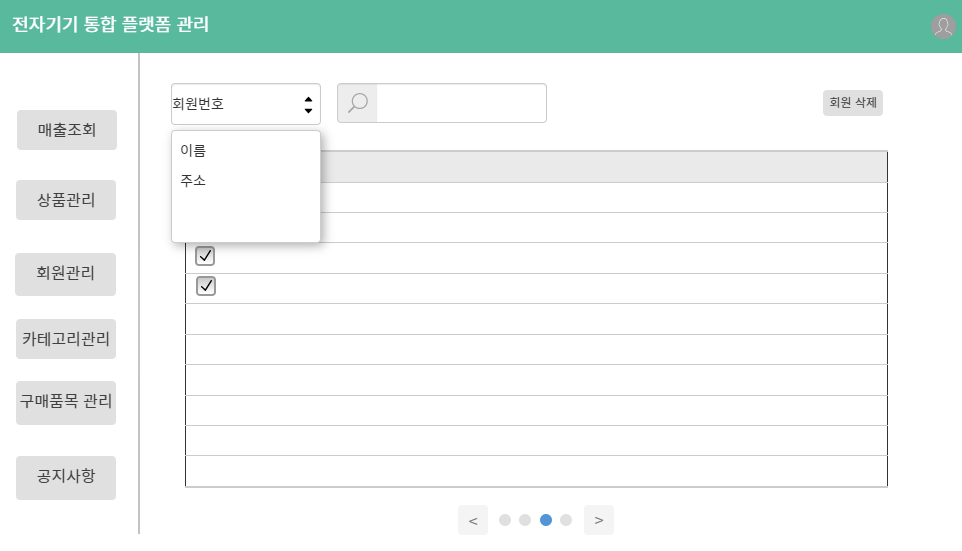 전자기기 통합 플랫폼 관리
회원번호
회원 삭제
이름
주소
매출조회
상품관리
회원관리
카테고리관리
구매품목 관리
공지사항
< >